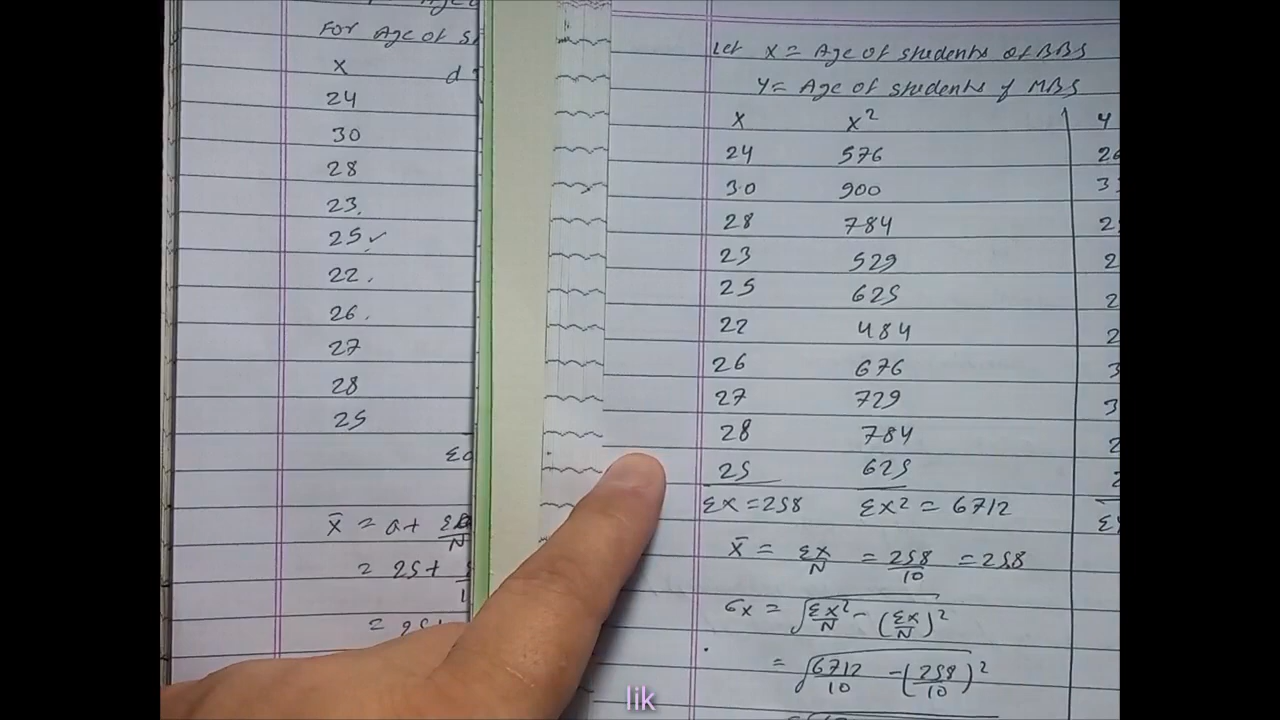 For Age of
X d
24
30
28
23
25 ✓
22
26
27
28
25
X̄ = a + N
= 25 +
Let X = Age of students of BBS
Y = Age of students of MBS
X X² Y
24 576
30 900
28 784
23 529
25 625
22 484
26 676
27 729
28 784
25 625
Σx = 258 Σx² = 6712
X̄ = Σx/N = 258/10 = 258
σx = √Σx²/N - (Σx/N)²
= √6712/10 - (258/10)²
lik